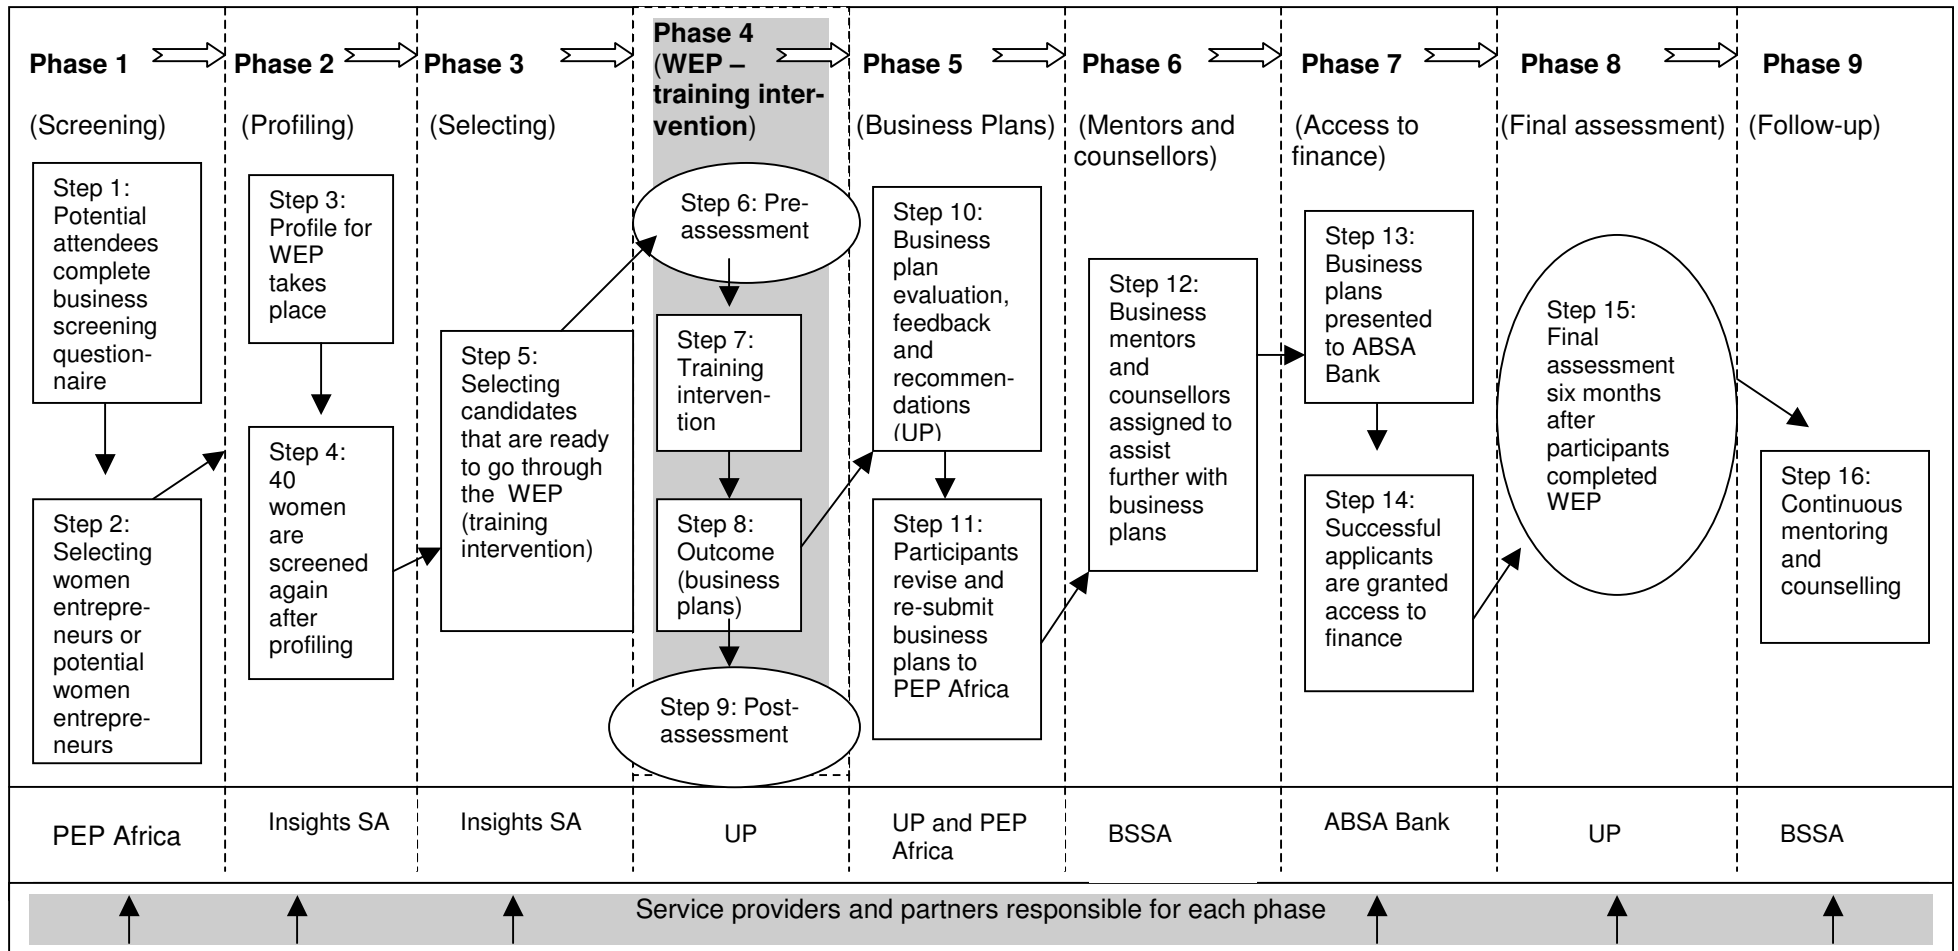 Phase 1
(Screening)
Step 1:
Potential
attendees
complete
business
screening
question-
naire
Step 2:
Selecting
women
entrepre-
neurs or
potential
women
entrepre-
neurs
PEP Africa
Phase 2
(Profiling)
Step 3:
Profile for
WEP
takes
place
Step 4:
40
women
are
screened
again
after
profiling
Insights SA
Phase 3
(Selecting)
Step 5:
Selecting
candidates
that are ready
to go through
the WEP
(training
intervention)
Insights SA
Phase 4
(WEP –
training inter-
vention)
Step 6: Pre-
assessment
Step 7:
Training
interven-
tion
Step 8:
Outcome
(business
plans)
Step 9: Post-
assessment
UP
Phase 5
(Business Plans)
Step 10:
Business
plan
evaluation,
feedback
and
recommen-
dations
(UP)
Step 11:
Participants
revise and
re-submit
business
plans to
PEP Africa
UP and PEP
Africa
Phase 6
(Mentors and
counsellors)
Step 12:
Business
mentors
and
counsellors
assigned to
assist
further with
business
plans
BSSA
Phase 7
(Access to
finance)
Step 13:
Business
plans
presented
to ABSA
Bank
Step 14:
Successful
applicants
are granted
access to
finance
ABSA Bank
Phase 8
(Final assessment)
Step 15:
Final
assessment
six months
after
participants
completed
WEP
UP
Phase 9
(Follow-up)
Step 16:
Continuous
mentoring
and
counselling
BSSA
Service providers and partners responsible for each phase